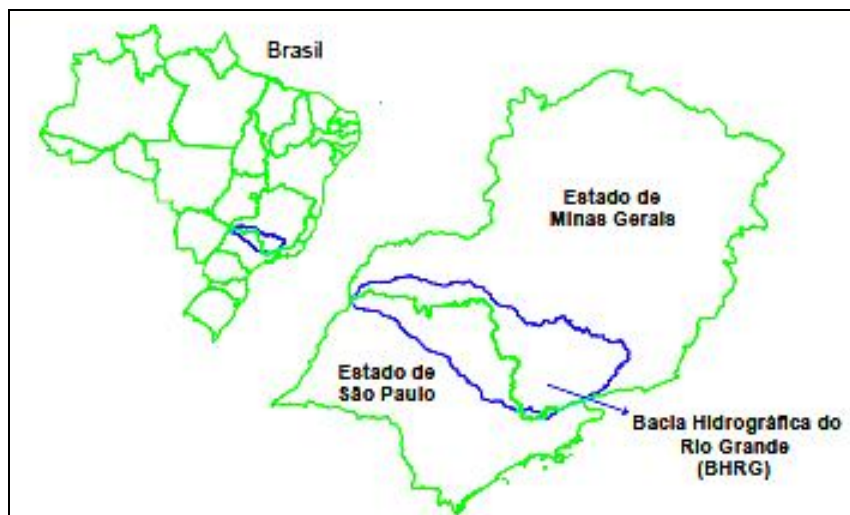 Brasil
Estado de
Minas Gerais
Estado de
São Paulo
Bacia Hidrográfica do
Rio Grande
(BHRG)